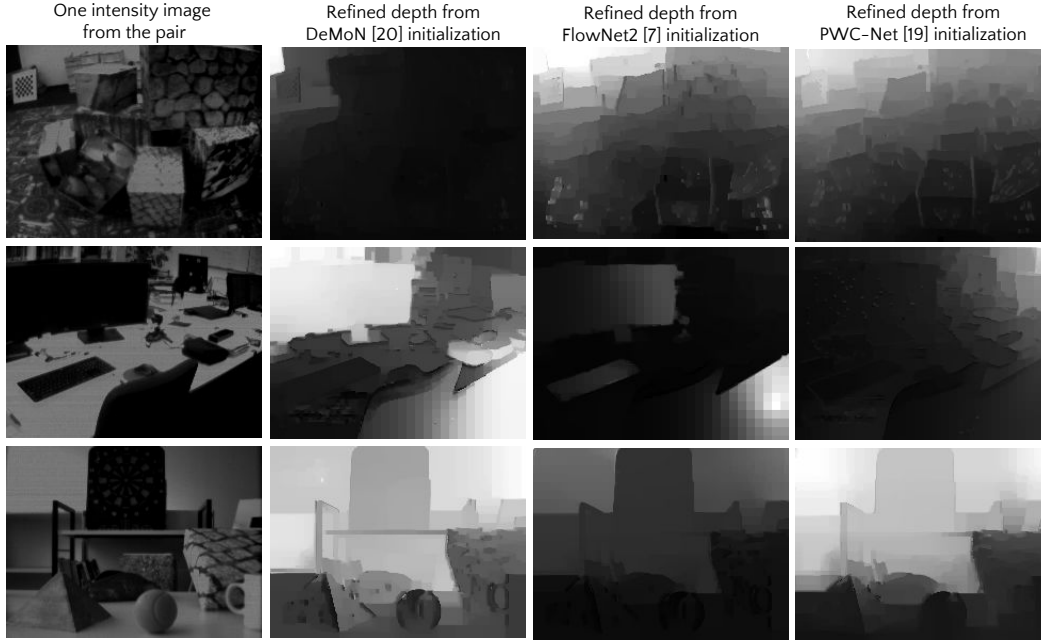 One intensity image
from the pair
Refined depth from
DeMoN [20] initialization
Refined depth from
FlowNet2 [7] initialization
Refined depth from
PWC-Net [19] initialization